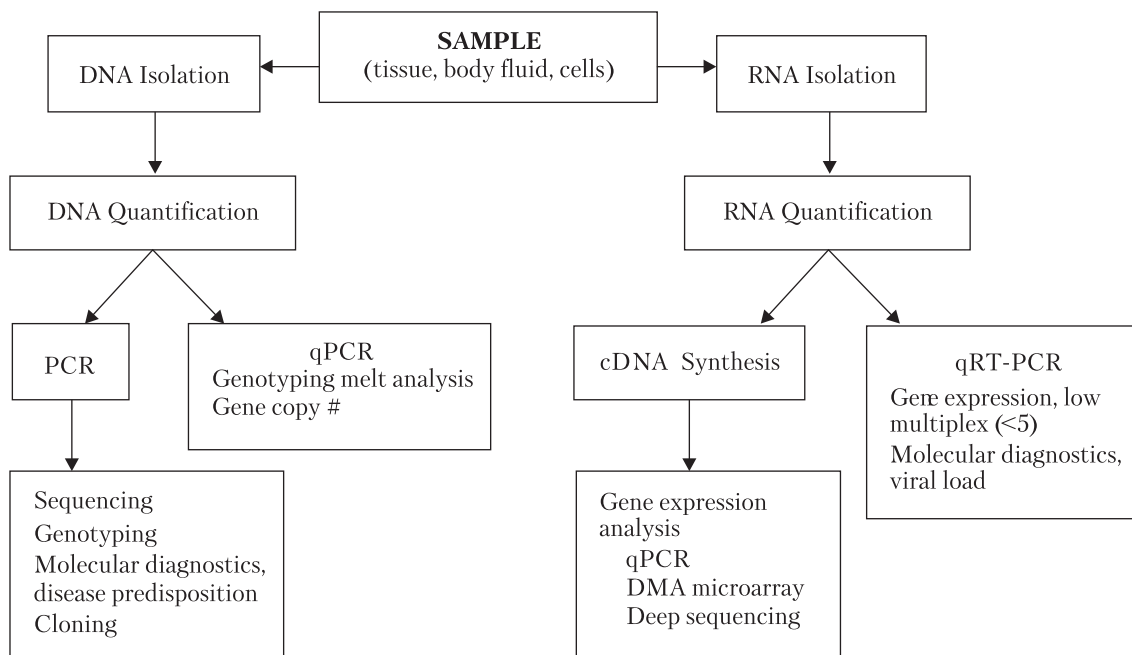 SAMPLE
(tissue, body fluid, cells)
DNA Isolation
RNA Isolation
DNA Quantification
RNA Quantification
PCR
qPCR
Genotyping melt analysis
Gene copy #
cDNA Synthesis
qRT-PCR
Gene expression, low
multiplex (<5)
Molecular diagnostics,
viral load
Sequencing
Genotyping
Molecular diagnostics,
disease predisposition
Cloning
Gene expression
analysis
qPCR
DMA microarray
Deep sequencing